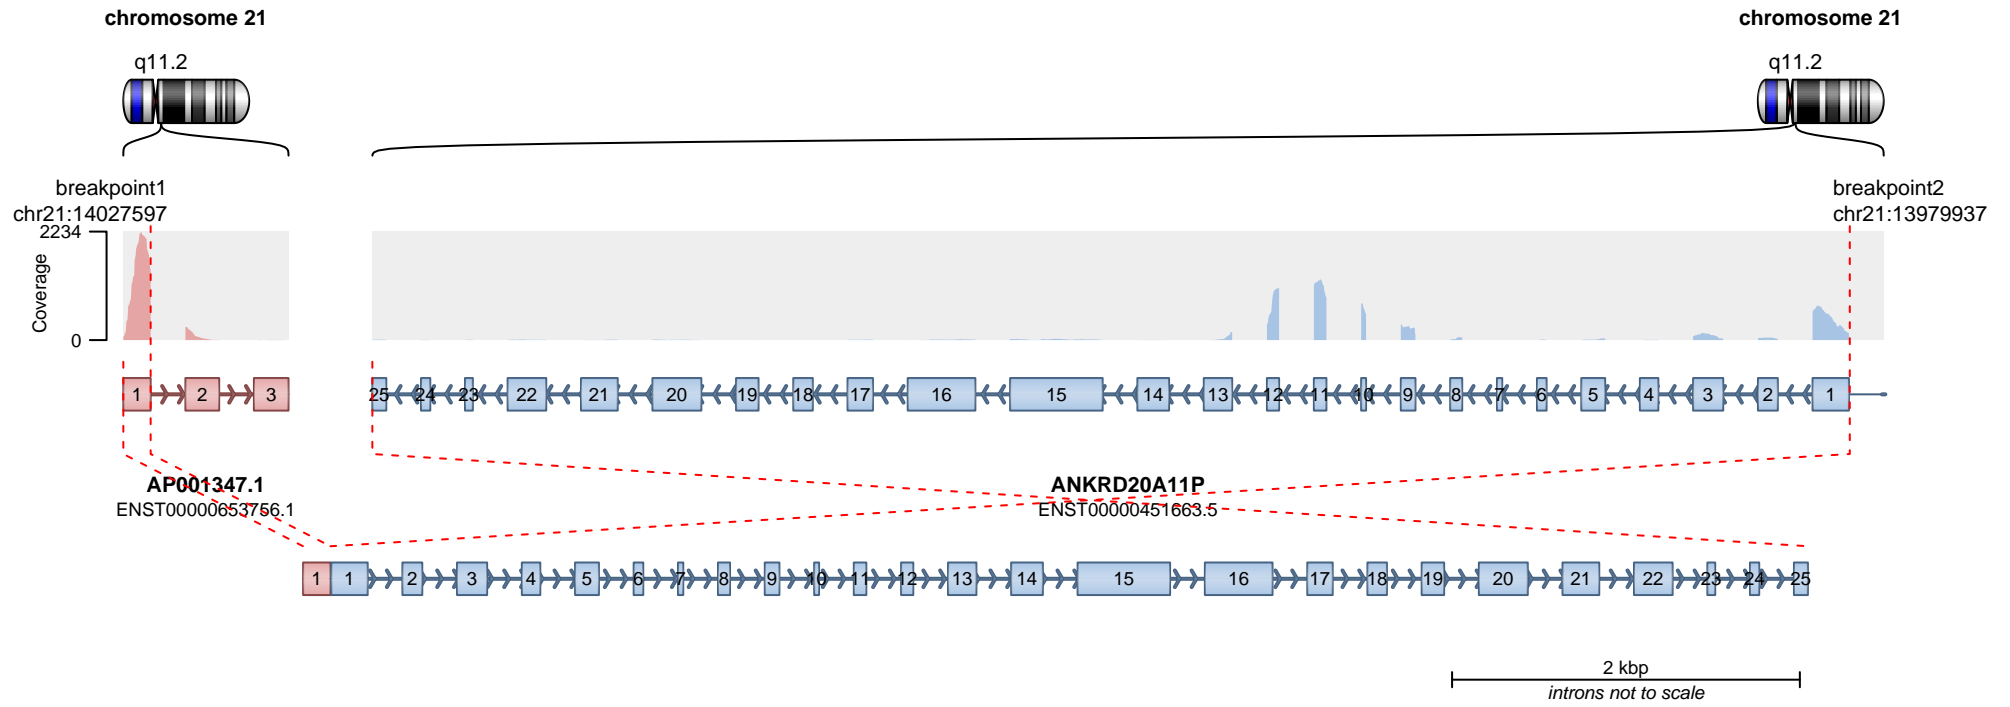 chromosome 21
chromosome 21
q11.2
q11.2
breakpoint1
chr21:14027597
breakpoint2
chr21:13979937
2234
0
Coverage
1 2 3
25 24 23 22 21 20 19 18 17 16 15 14 13 12 11 10 9 8 7 6 5 4 3 2 1
AP001347.1
ENST00000653756.1
ANKRD20A11P
ENST00000451663.5
1 1 2 3 4 5 6 7 8 9 10 11 12 13 14 15 16 17 18 19 20 21 22 23 24 25
2 kbp
introns not to scale